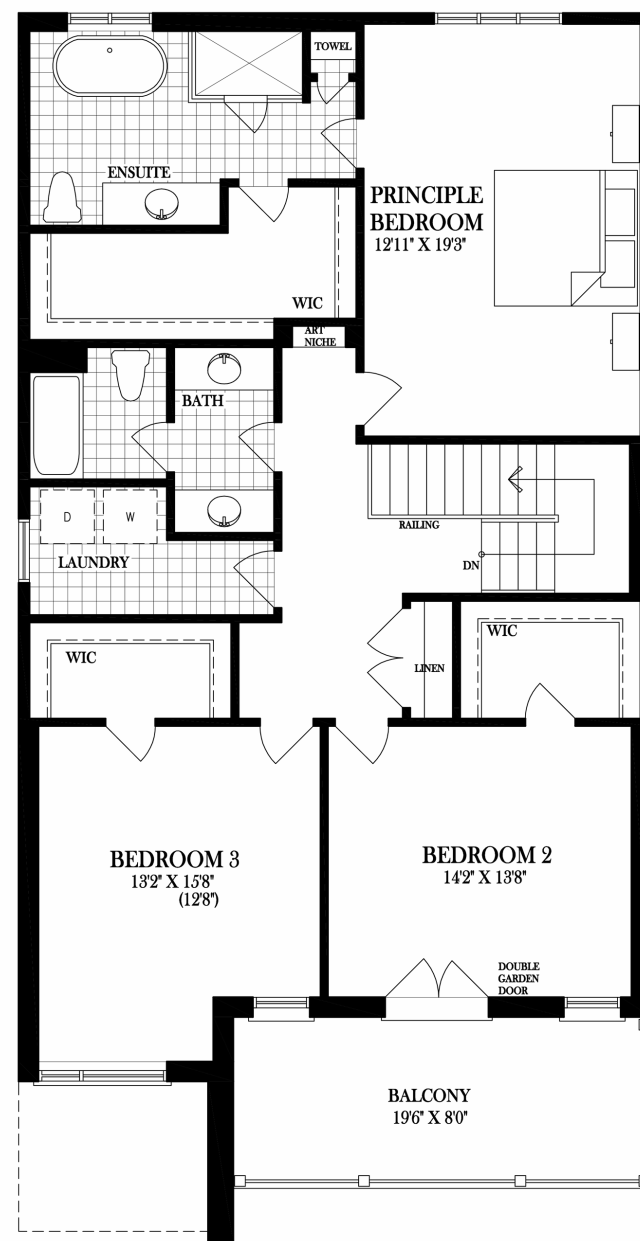 TOWEL
ENSUITE
PRINCIPLE
BEDROOM
12'11" X 19'3"
WIC
ART
NICHE
BATH
D
W
LAUNDRY
RAILING
DN
WIC
WIC
LINEN
BEDROOM 3
13'2" X 15'8"
(12'8")
BEDROOM 2
14'2" X 13'8"
DOUBLE
GARDEN
DOOR
BALCONY
19'6" X 8'0"